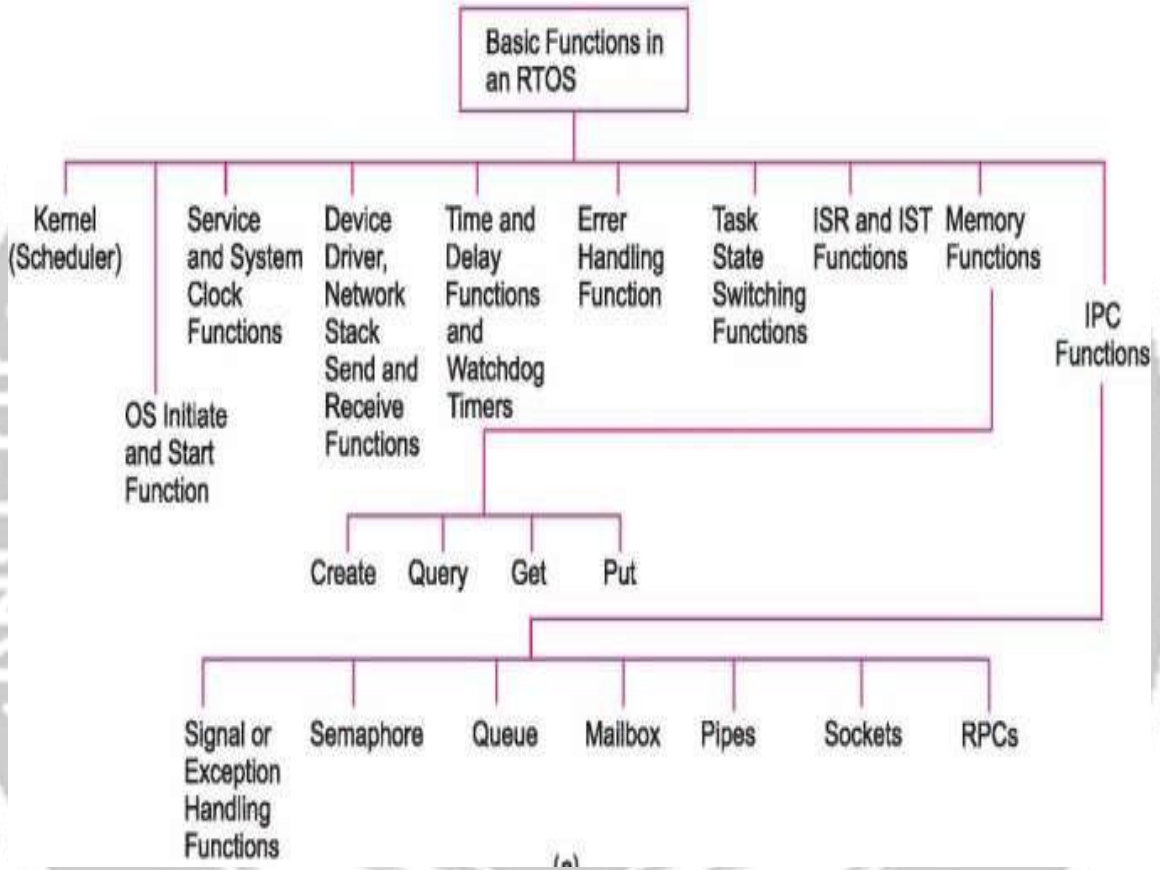 Basic Functions in
an RTOS
Kernel
(Scheduler)
OS Initiate
and Start
Function
Service
and System
Clock
Functions
Device
Driver,
Network
Stack
Send and
Receive
Functions
Time and
Delay
Functions
and
Watchdog
Timers
Errer
Handling
Function
Task
State
Switching
Functions
ISR and IST
Functions
Memory
Functions
IPC
Functions
Create
Query
Get
Put
Signal or
Exception
Handling
Functions
Semaphore
Queue
Mailbox
Pipes
Sockets
RPCs